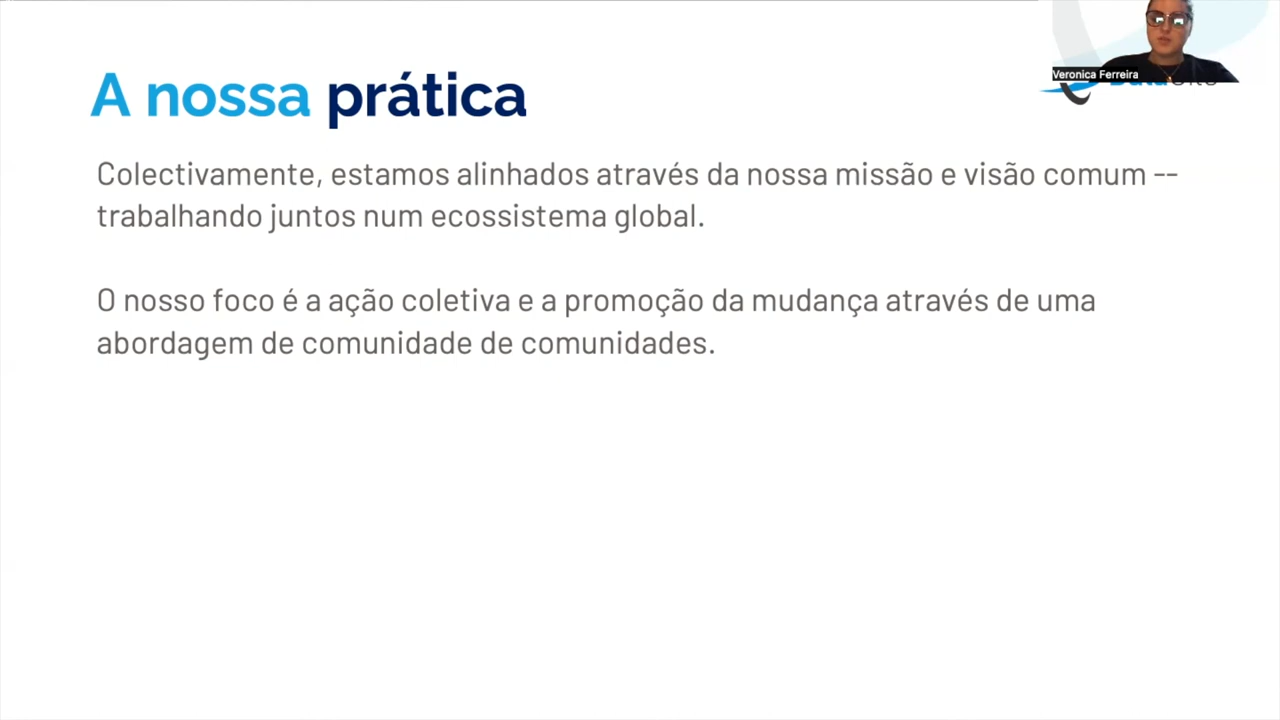 A nossa prática
Veronica Ferreira
Colectivamente, estamos alinhados através da nossa missão e visão comum --
trabalhando juntos num ecossistema global.
O nosso foco é a ação coletiva e a promoção da mudança através de uma
abordagem de comunidade de comunidades.